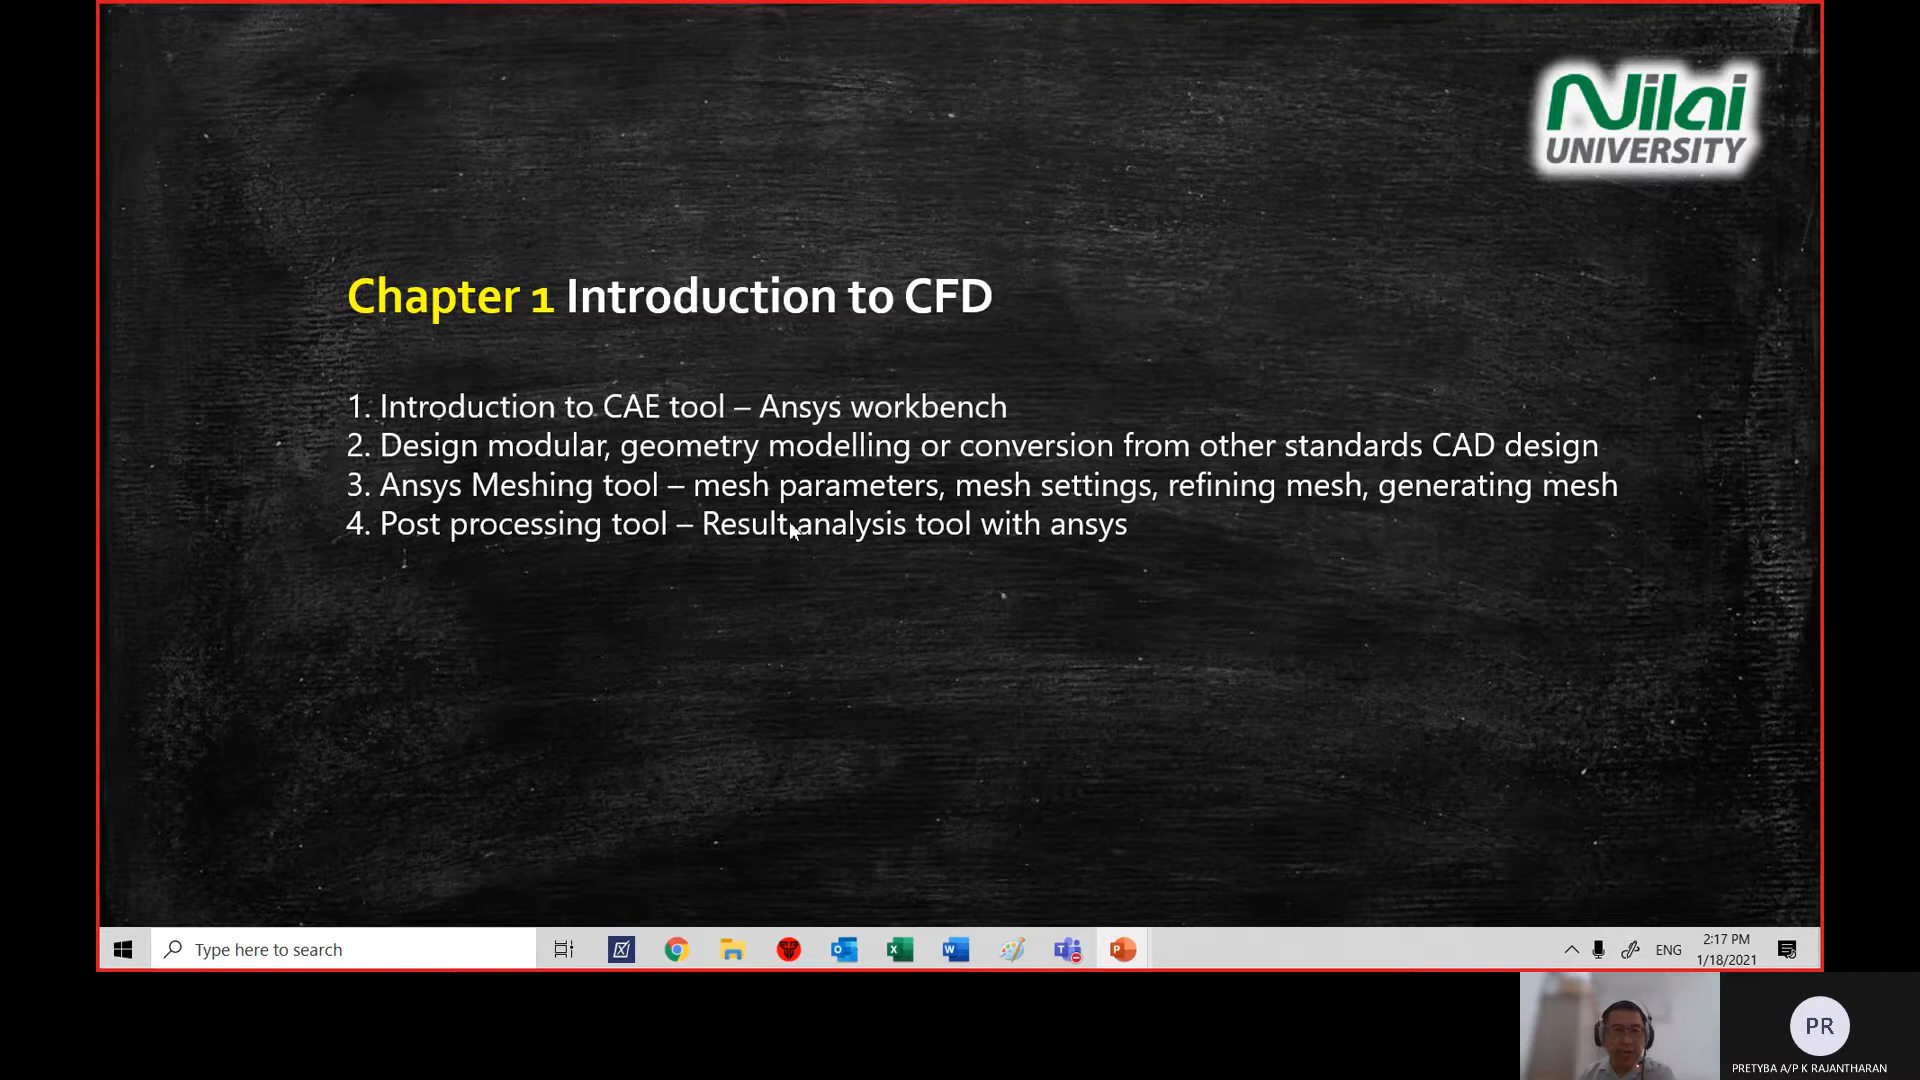 Nilai
UNIVERSITY
Chapter 1 Introduction to CFD
1. Introduction to CAE tool – Ansys workbench
2. Design modular, geometry modelling or conversion from other standards CAD design
3. Ansys Meshing tool – mesh parameters, mesh settings, refining mesh, generating mesh
4. Post processing tool – Result analysis tool with ansys
Type here to search
ENG
2:17 PM
1/18/2021
PR
PRETYBA A/P K RAJANTHARAN